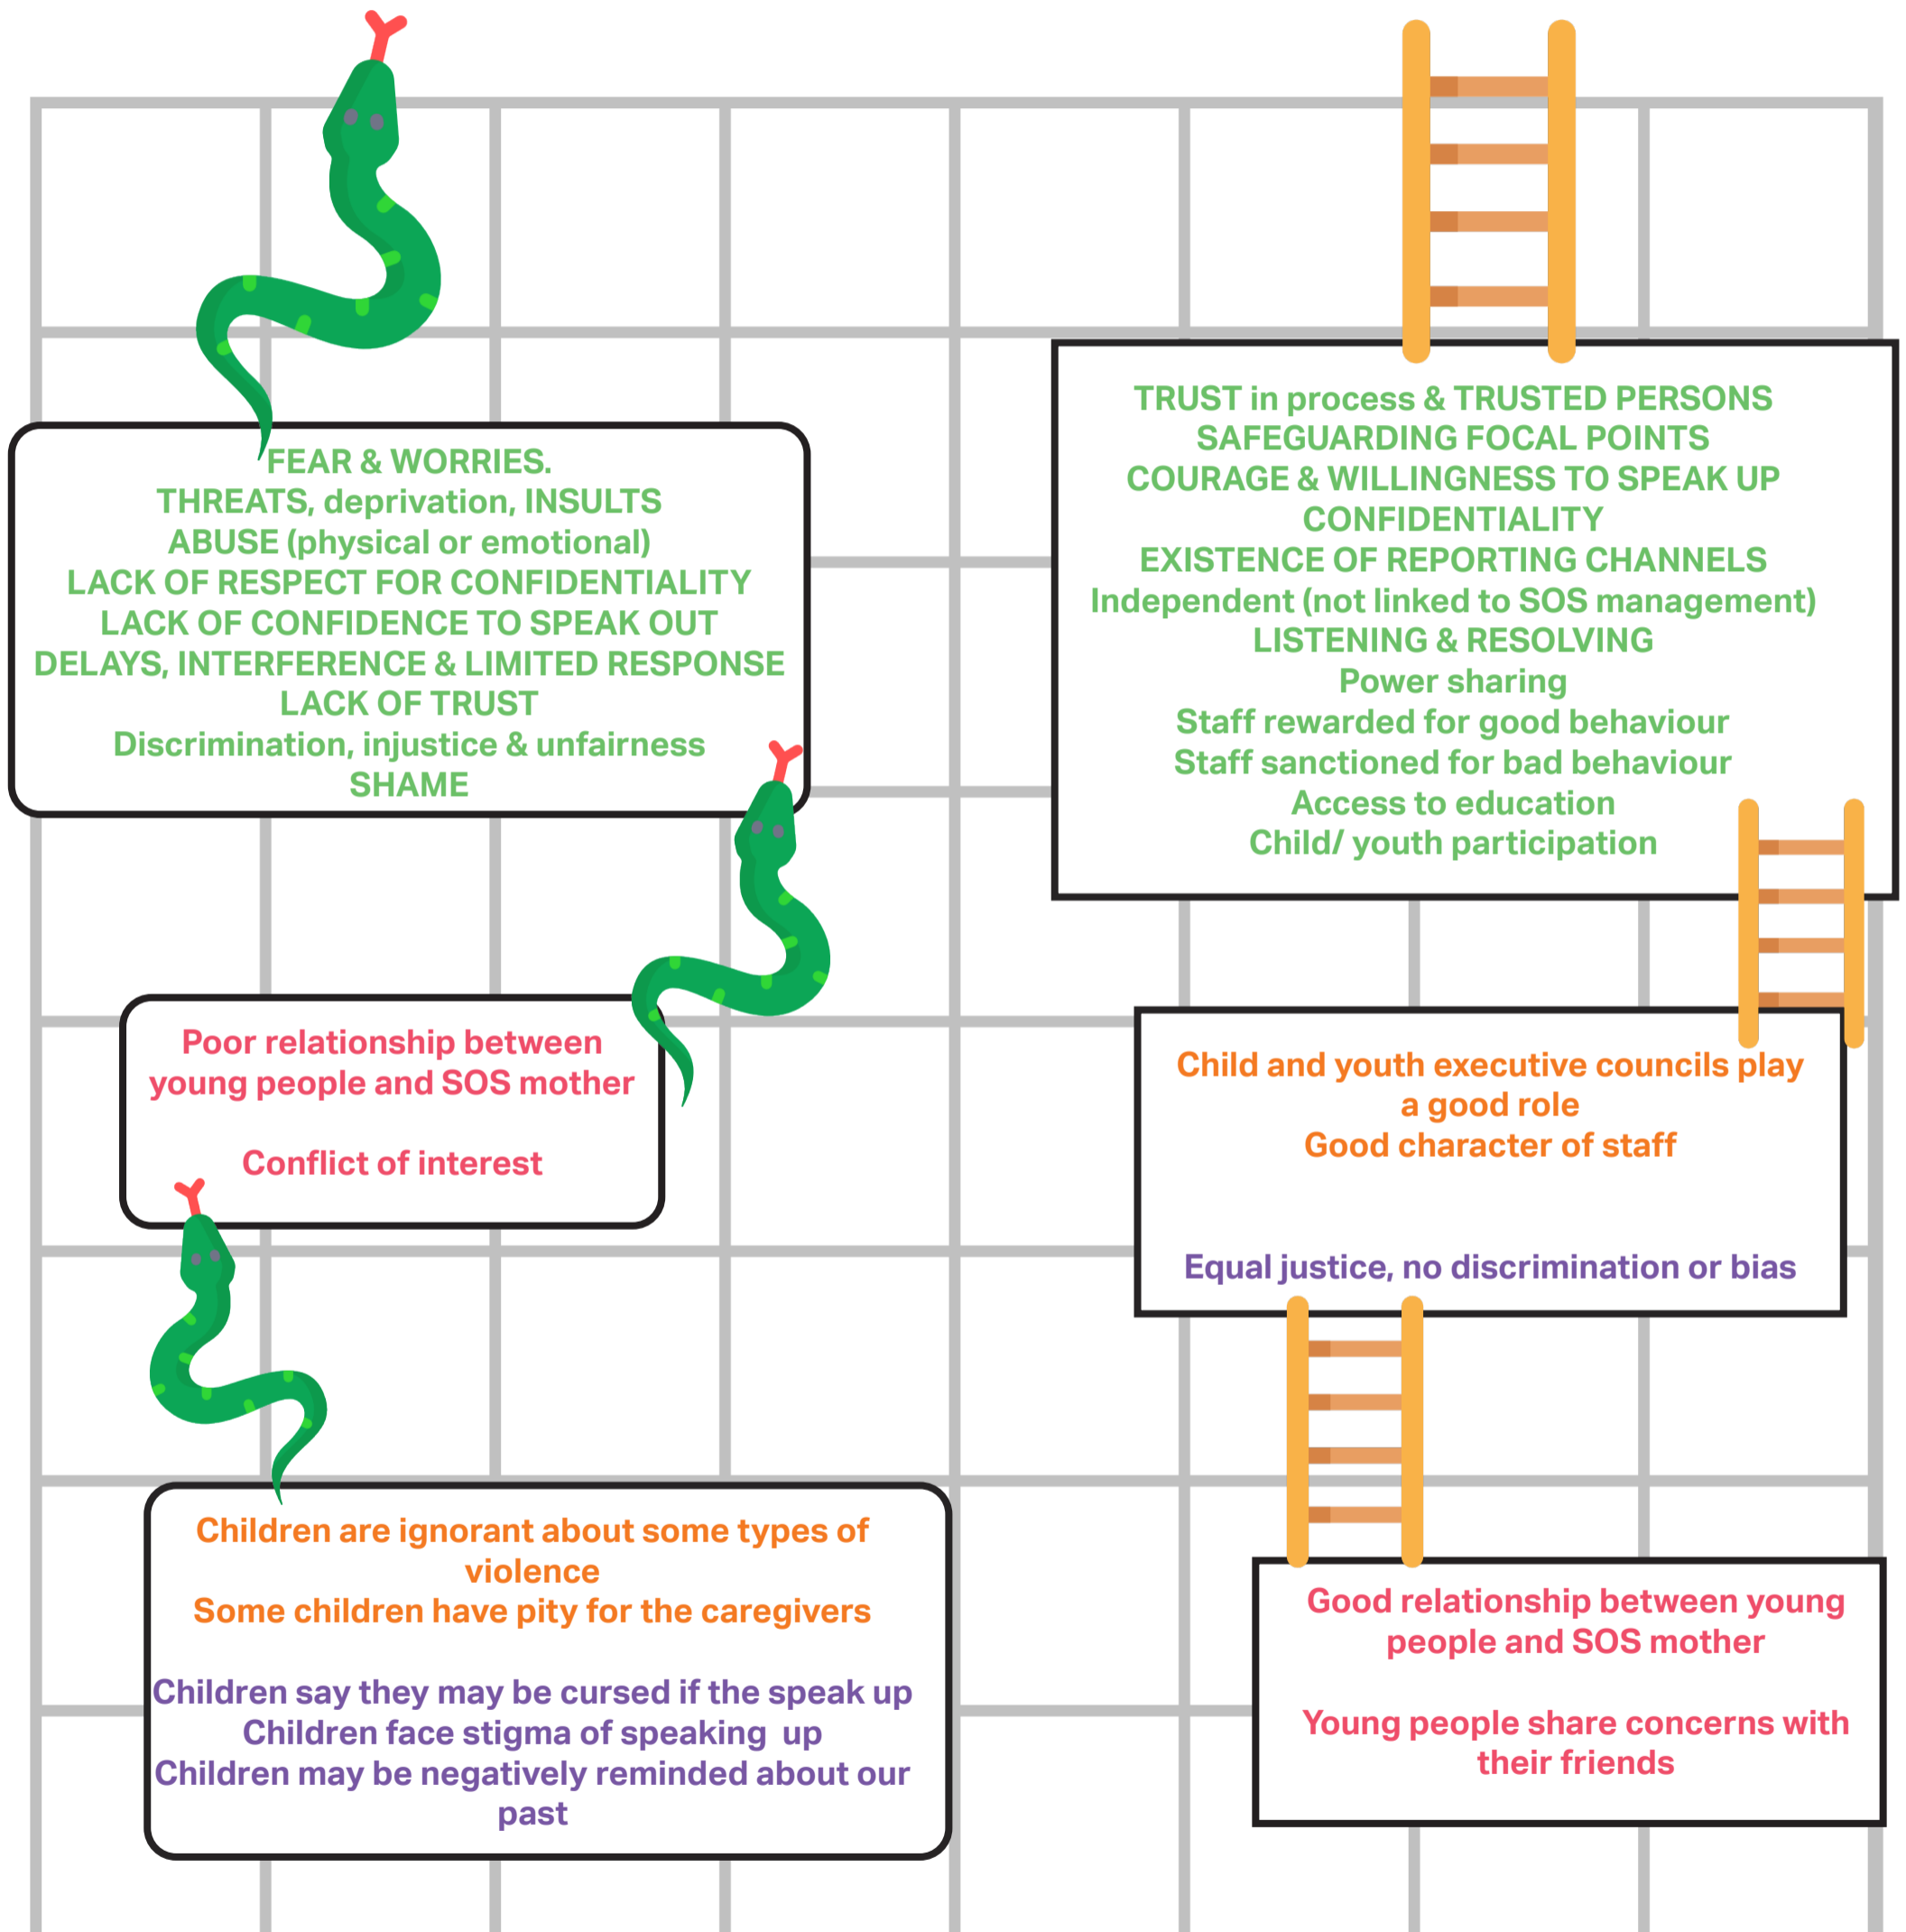 FEAR & WORRIES.
THREATS, deprivation, INSULTS
ABUSE (physical or emotional)
LACK OF RESPECT FOR CONFIDENTIALITY
LACK OF CONFIDENCE TO SPEAK OUT
DELAYS, INTERFERENCE & LIMITED RESPONSE
LACK OF TRUST
Discrimination, injustice & unfairness
SHAME
Poor relationship between
young people and SOS mother
Conflict of interest
Children are ignorant about some types of
violence
Some children have pity for the caregivers
Children say they may be cursed if the speak up
Children face stigma of speaking  up
Children may be negatively reminded about our
past
TRUST in process & TRUSTED PERSONS
SAFEGUARDING FOCAL POINTS
COURAGE & WILLINGNESS TO SPEAK UP
CONFIDENTIALITY
EXISTENCE OF REPORTING CHANNELS
Independent (not linked to SOS management)
LISTENING & RESOLVING
Power sharing
Staff rewarded for good behaviour
Staff sanctioned for bad behaviour
Access to education
Child/ youth participation
Child and youth executive councils play
a good role
Good character of staff
Equal justice, no discrimination or bias
Good relationship between young
people and SOS mother
Young people share concerns with
their friends